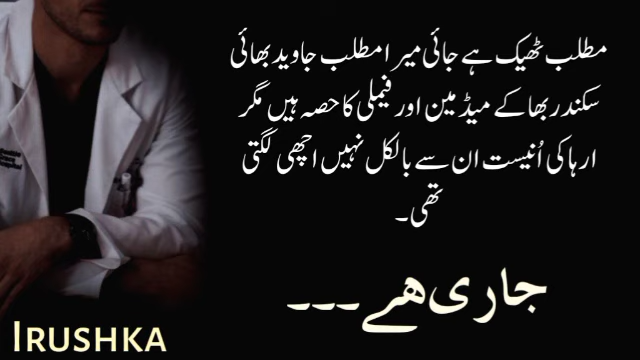 مطلب ٹھیک ہے جائی میرا مطلب جاوید بھائی
سکندر بھا کے میڈ مین اور فیملی کا حصہ ہیں مگر
ارہا کی اُنیست ان سے بالکل نہیں اچھی لگتی
تھی۔
جاری ھے۔۔۔
IRUSHKA